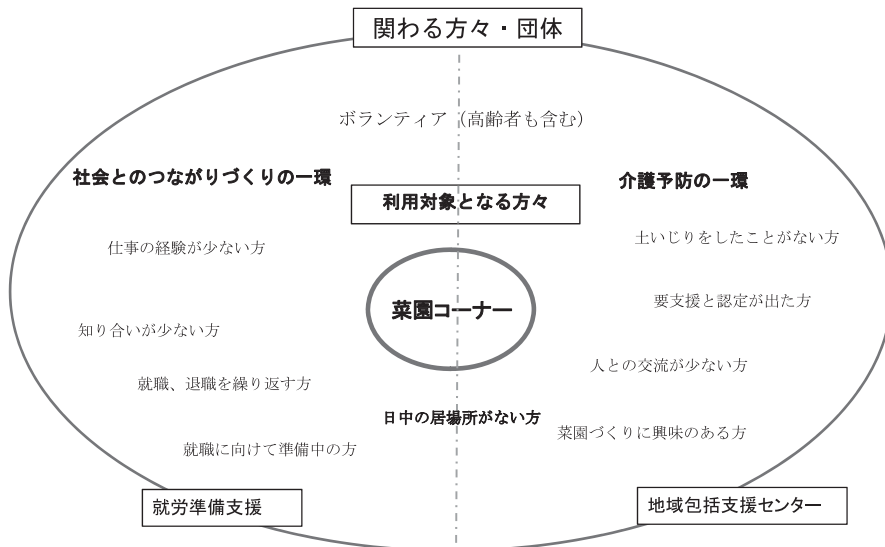 関わる方々・団体
ボランティア（高齢者も含む）
社会とのつながりづくりの一環
介護予防の一環
利用対象となる方々
仕事の経験が少ない方
土いじりをしたことがない方
菜園コーナー
要支援と認定が出た方
知り合いが少ない方
人との交流が少ない方
就職、退職を繰り返す方
日中の居場所がない方
菜園づくりに興味のある方
就職に向けて準備中の方
就労準備支援
地域包括支援センター